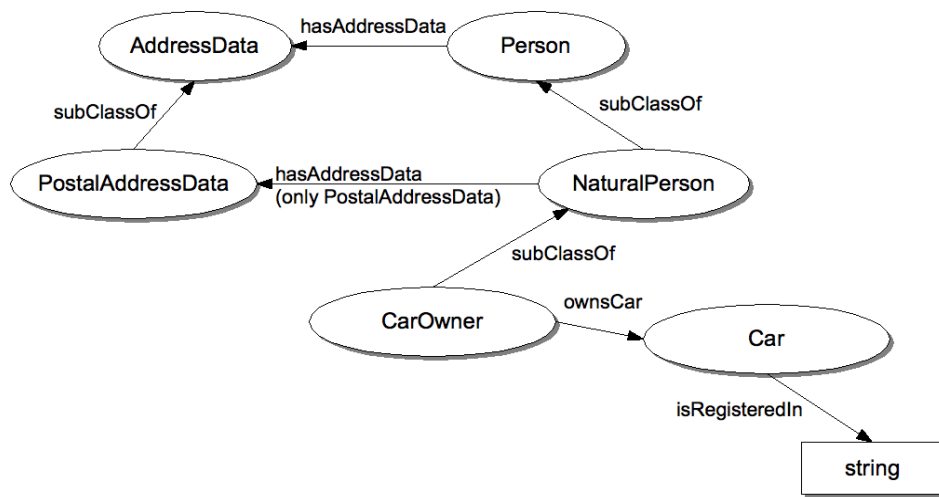 hasAddressData
AddressData
Person
subClassOf
subClassOf
PostalAddressData
hasAddressData
(only PostalAddressData)
NaturalPerson
subClassOf
CarOwner
ownsCar
Car
isRegisteredIn
string